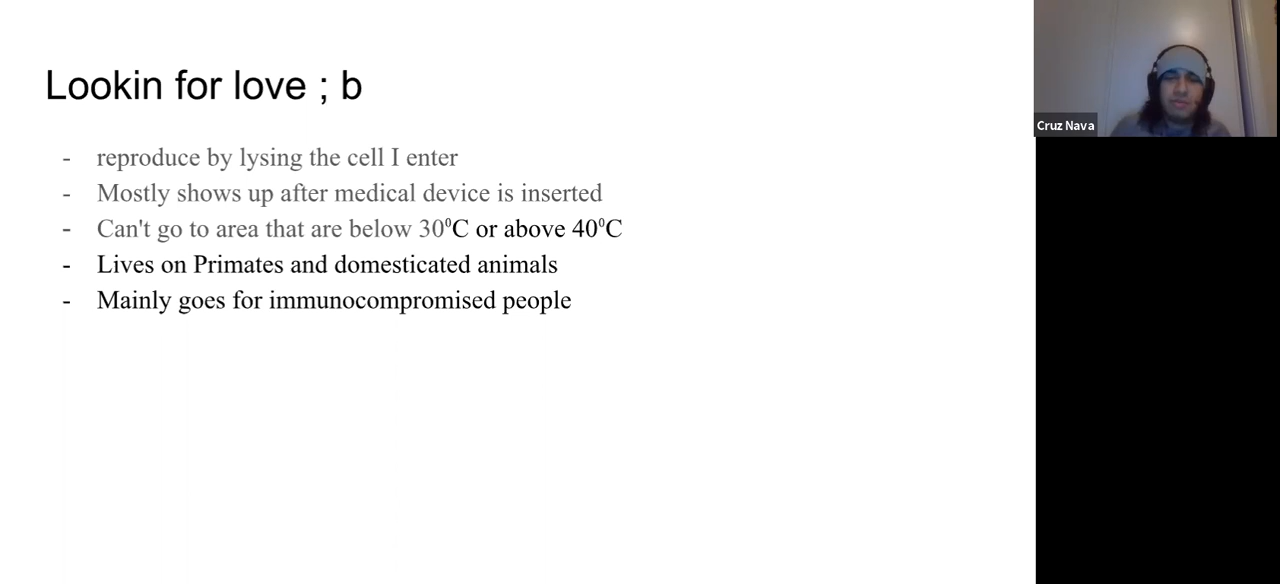 Lookin for love ; b
- reproduce by lysing the cell I enter
- Mostly shows up after medical device is inserted
- Can't go to area that are below 30⁰C or above 40⁰C
- Lives on Primates and domesticated animals
- Mainly goes for immunocompromised people
Cruz Nava